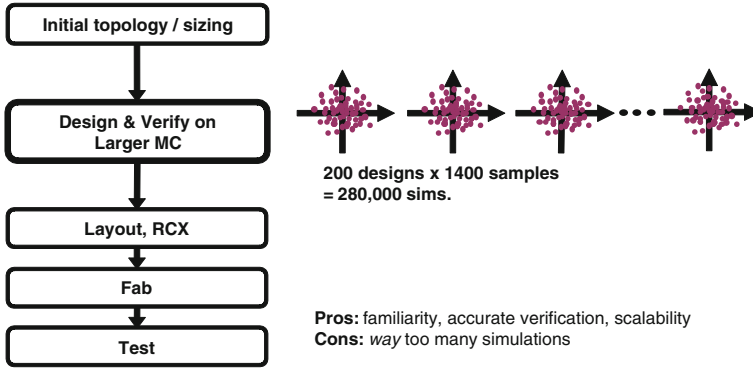 Initial topology / sizing
Design & Verify on
Larger MC
Layout, RCX
Fab
Test
200 designs x 1400 samples
= 280,000 sims.
Pros: familiarity, accurate verification, scalability
Cons: way too many simulations